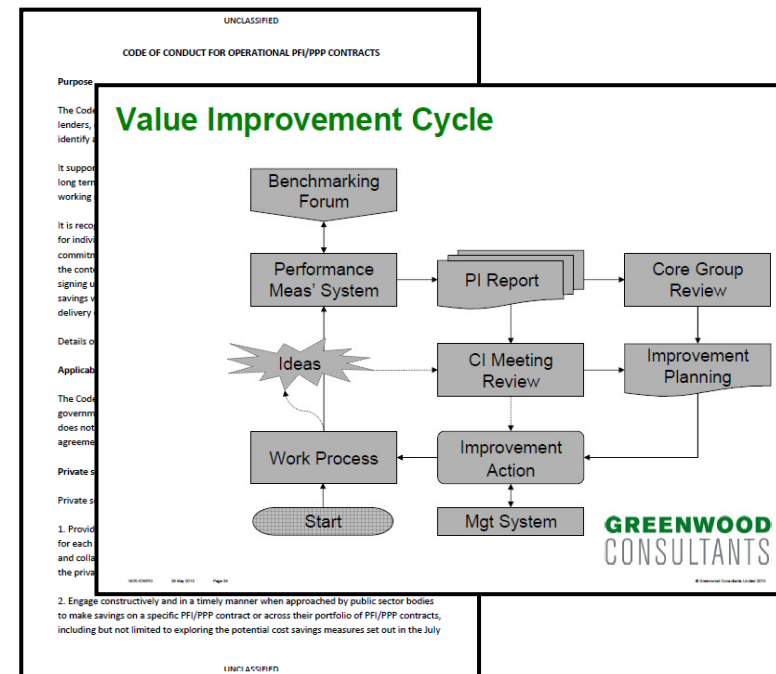 UNCLASSIFIED
CODE OF CONDUCT FOR OPERATIONAL PFI/PPP CONTRACTS
Purpose
The Code
lenders,
identify
It suppor
long term
working
It is reco
for indivi
commitm
the conte
signing u
savings w
delivery
Details o
Applicab
The Code
governm
does not
agreeme
Private s
Private s
1. Provid
for each
and colla
the priva
2. Engage constructively and in a timely manner when approached by public sector bodies
to make savings on a specific PFI/PPP contract or across their portfolio of PFI/PPP contracts,
including but not limited to exploring the potential cost savings measures set out in the July
UNCLASSIFIED
Value Improvement Cycle
Benchmarking
Forum
Performance
Meas' System
PI Report
Core Group
Review
Ideas
CI Meeting
Review
Improvement
Planning
Work Process
Improvement
Action
Start
Mgt System
GREENWOOD
CONSULTANTS
Page 34
© Greenwood Consultants Limited 2013